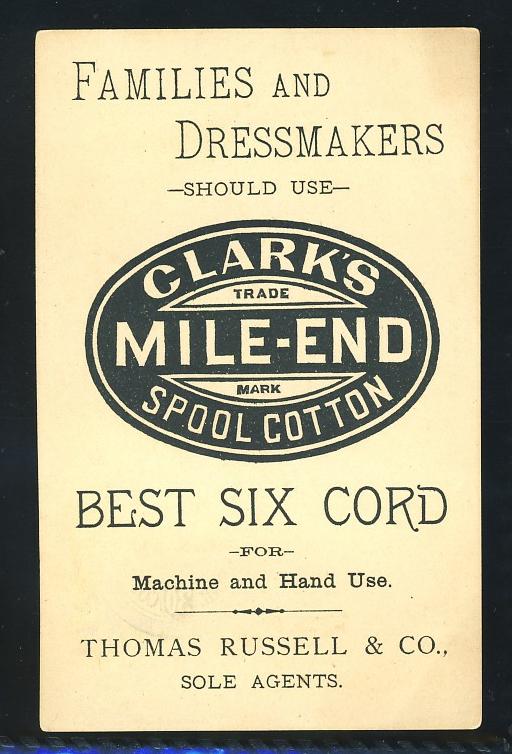 FAMILIES AND
DRESSMAKERS
—SHOULD USE—
CLARK'S
TRADE
MILE-END
MARK
SPOOL COTTON
BEST SIX CORD
—FOR—
Machine and Hand Use.
THOMAS RUSSELL & CO.,
SOLE AGENTS.